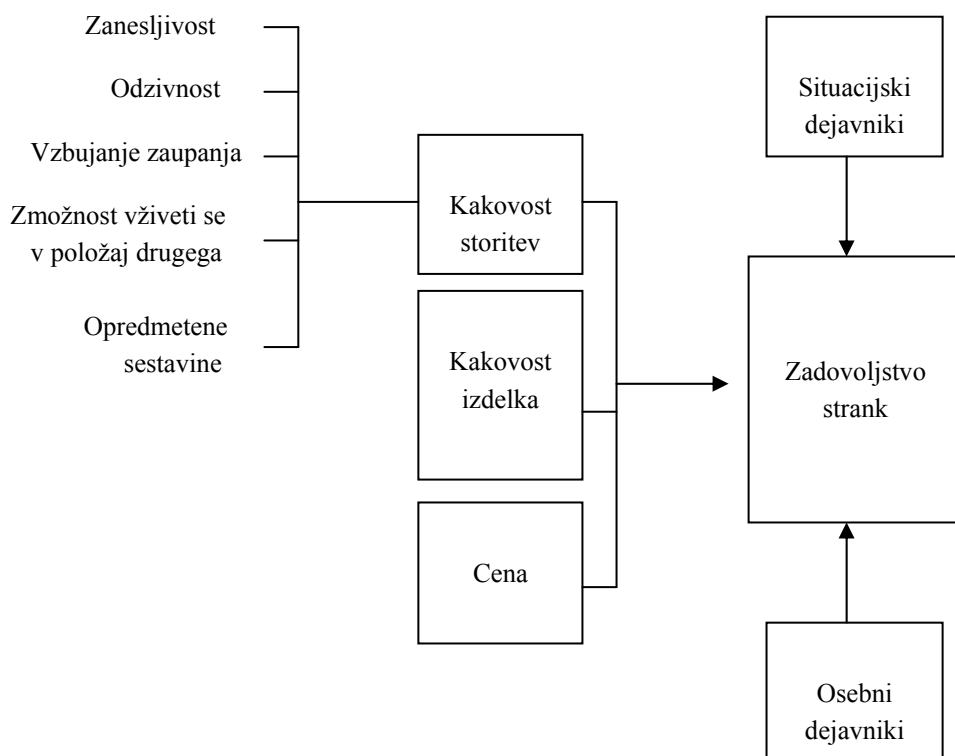 Zanesljivost
Odzivnost
Vzbujanje zaupanja
Zmožnost vživeti se
v položaj drugega
Opredmetene
sestavine
Kakovost
storitev
Kakovost
izdelka
Cena
Situacijski
dejavniki
Zadovoljstvo
strank
Osebni
dejavniki